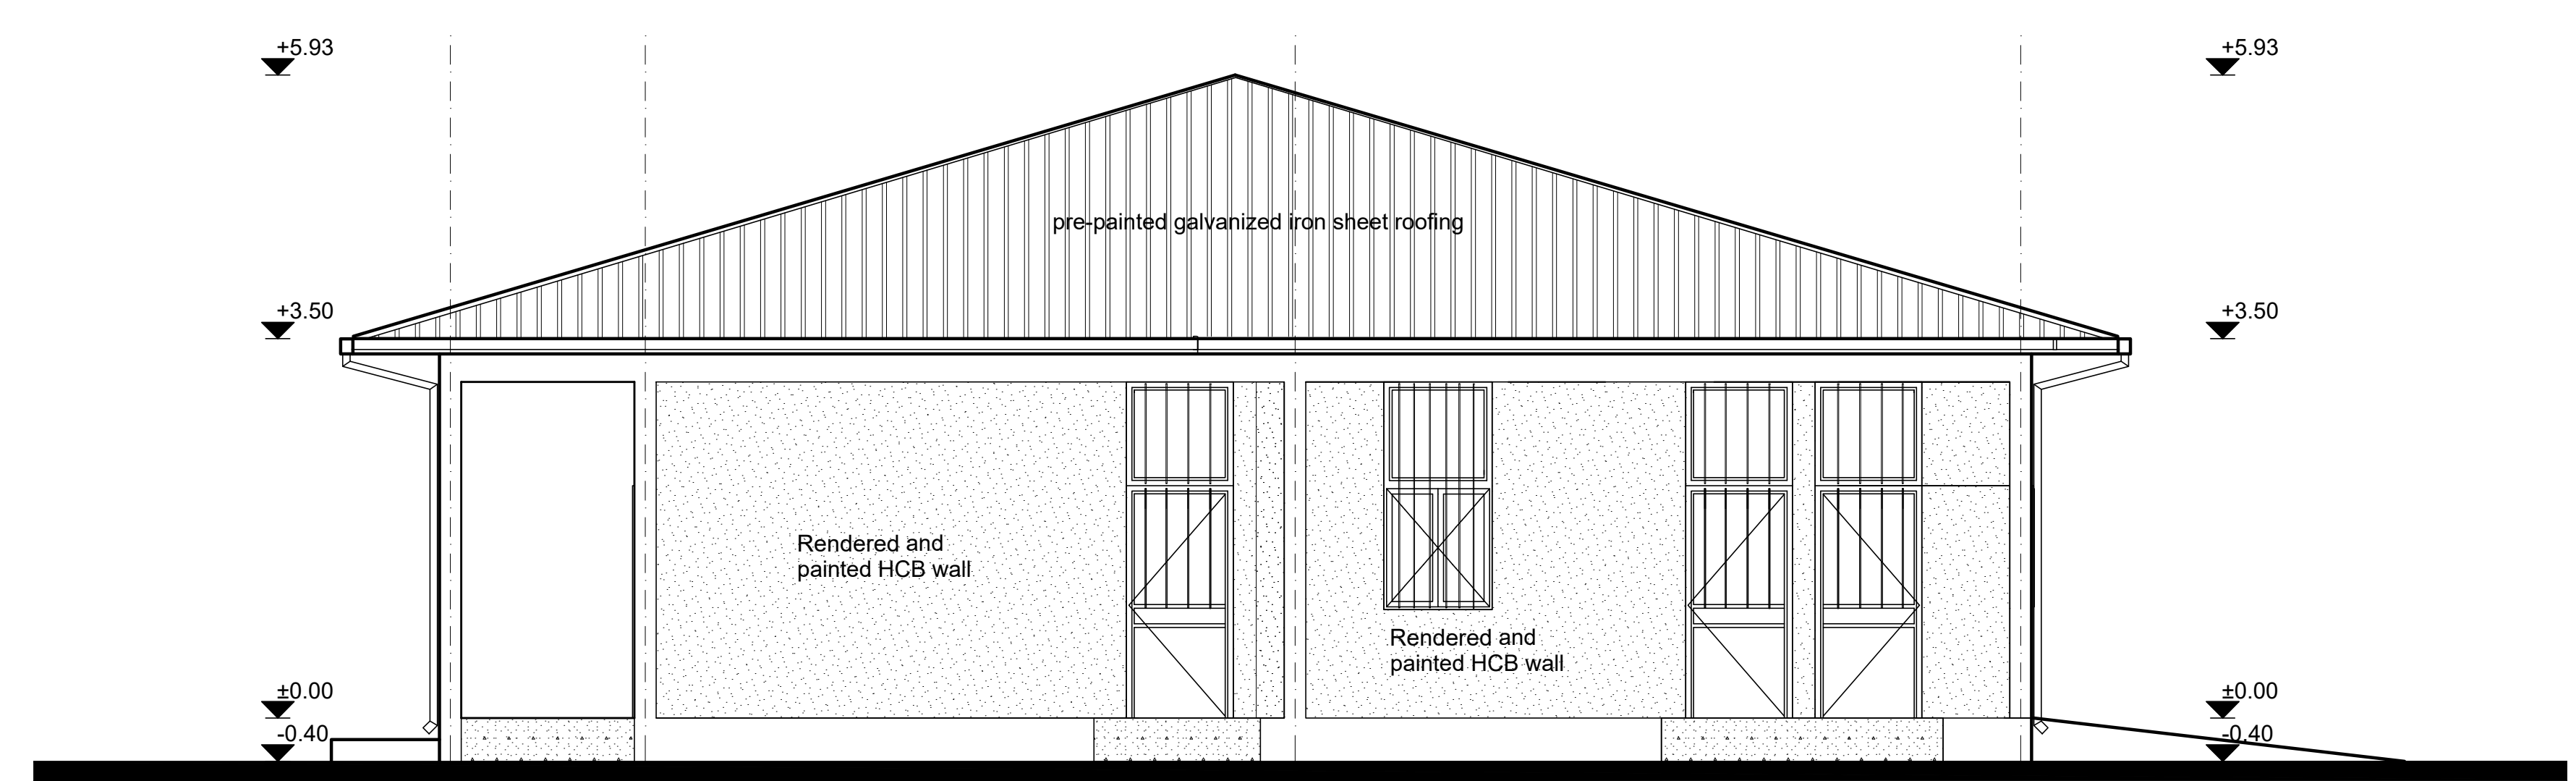 +5.93
+5.93
pre-painted galvanized iron sheet roofing
+3.50
+3.50
Rendered and
painted HCB wall
Rendered and
painted HCB wall
±0.00
±0.00
-0.40
-0.40